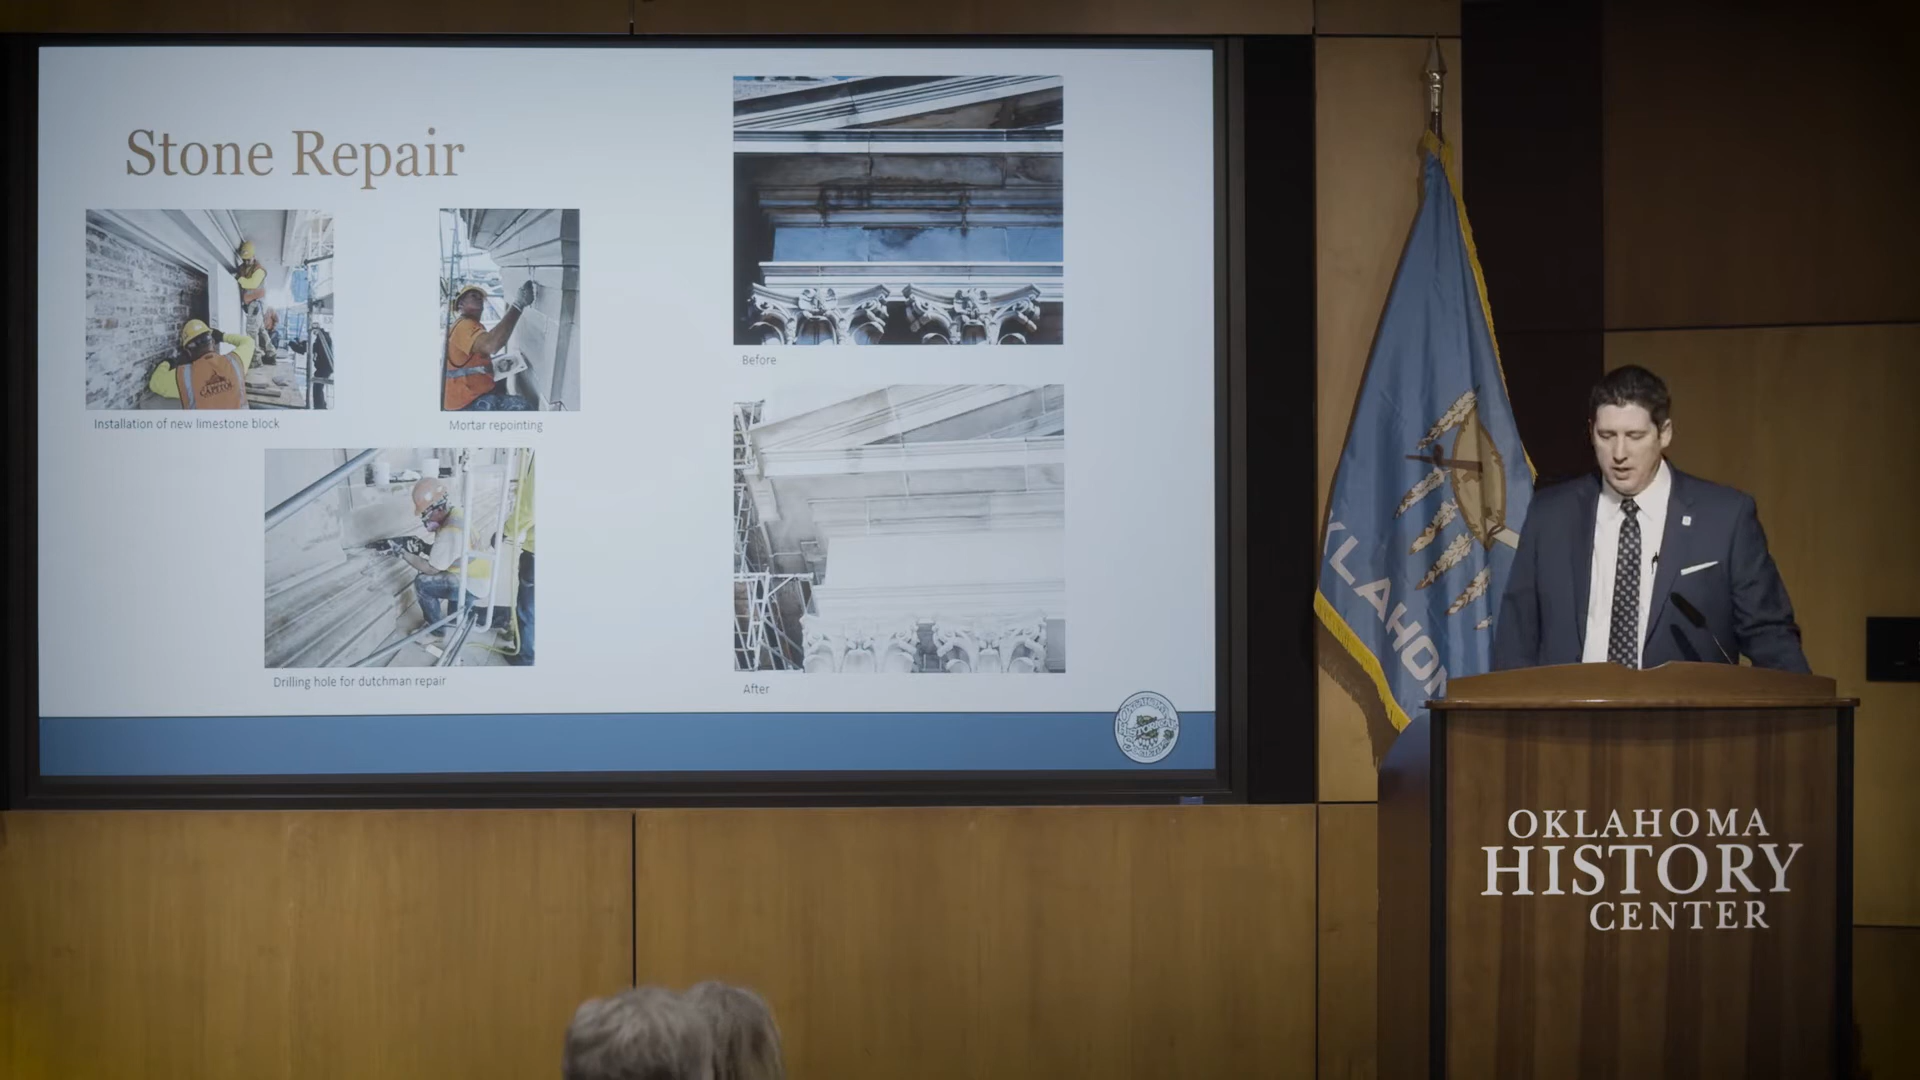 Stone Repair
Installation of new limestone block
Mortar repointing
Drilling hole for dutchman repair
Before
After
CAPITOL
OKLAHOMA
HISTORY
CENTER